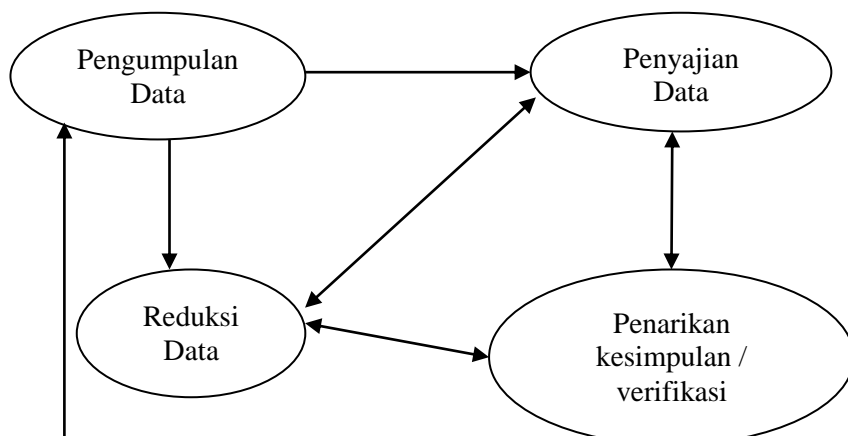 Pengumpulan
Data
Penyajian
Data
Reduksi
Data
Penarikan
kesimpulan /
verifikasi